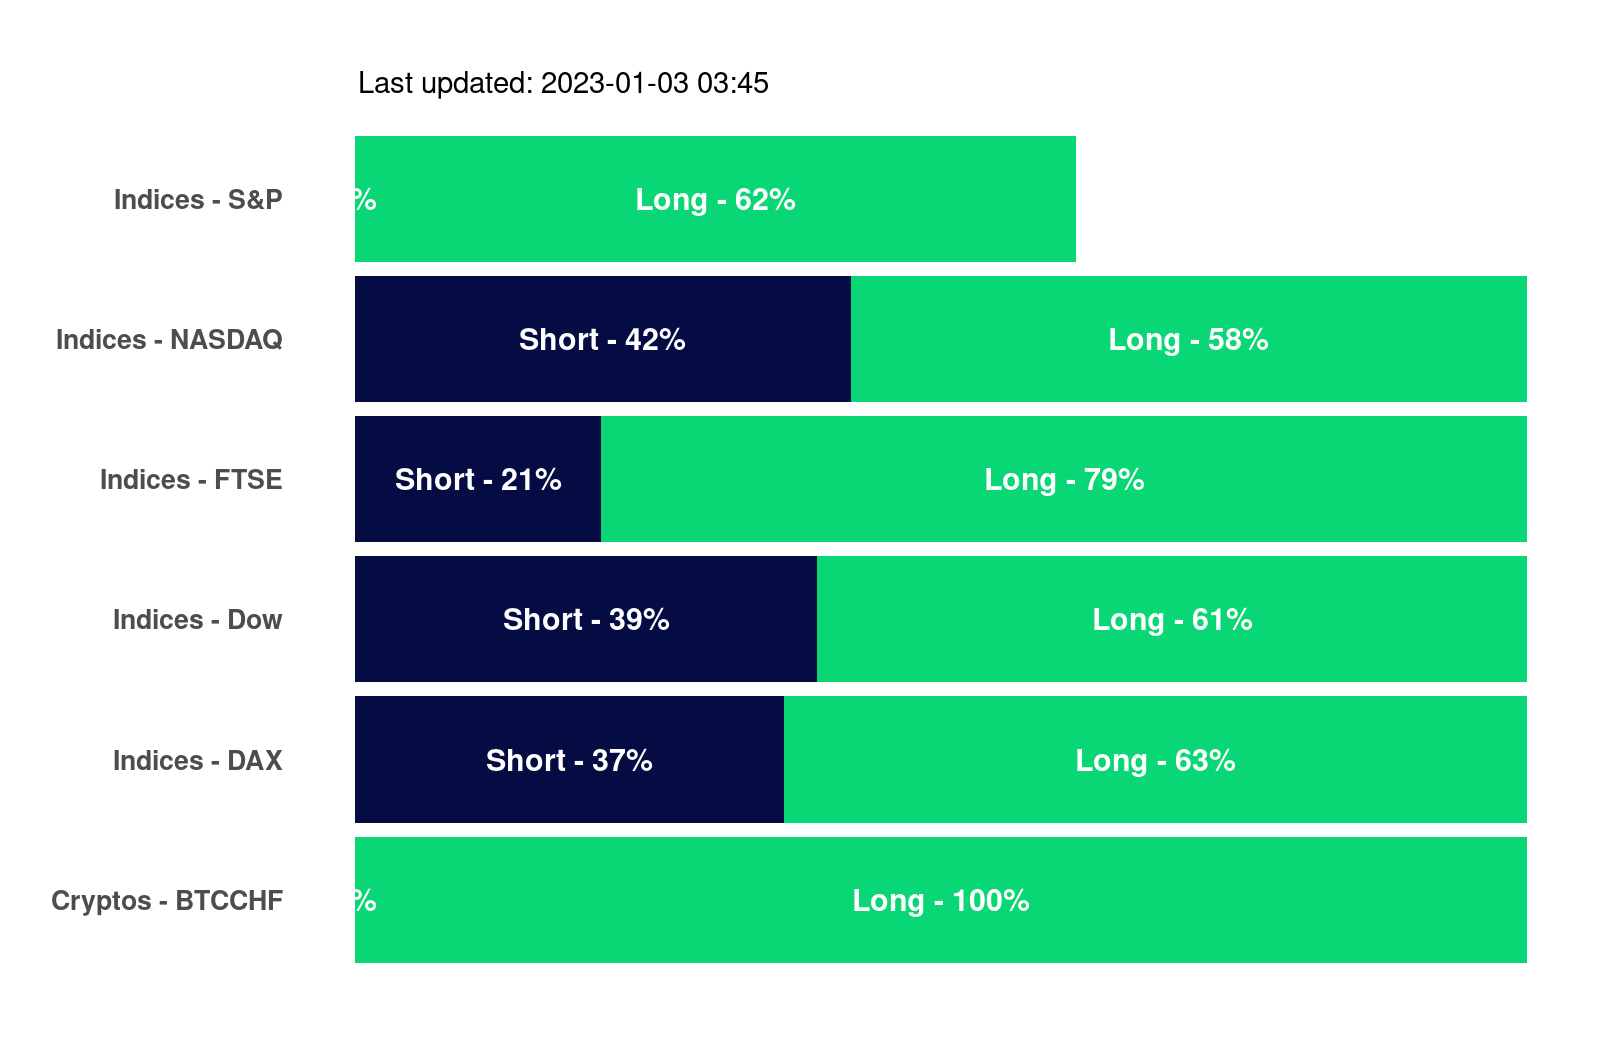 Last updated: 2023-01-03 03:45
Indices - S&P % Long - 62%
Indices - NASDAQ Short - 42% Long - 58%
Indices - FTSE Short - 21% Long - 79%
Indices - Dow Short - 39% Long - 61%
Indices - DAX Short - 37% Long - 63%
Cryptos - BTCCHF % Long - 100%